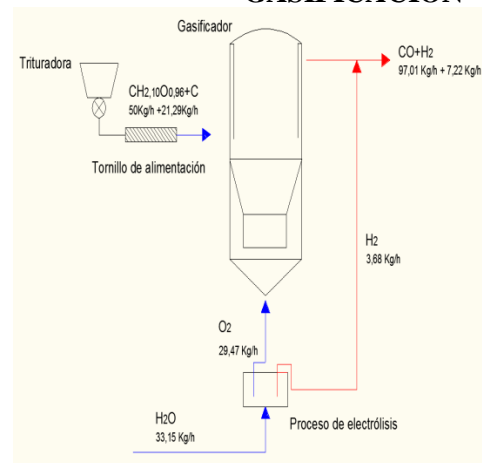 GASIFICACIÓN
Gasificador
Trituradora
CO+H2
97,01 Kg/h + 7,22 Kg/h
CH2,10O0,96+C
50Kg/h +21,29Kg/h
Tornillo de alimentación
H2
3,68 Kg/h
O2
29,47 Kg/h
H2O
33,15 Kg/h
Proceso de electrólisis